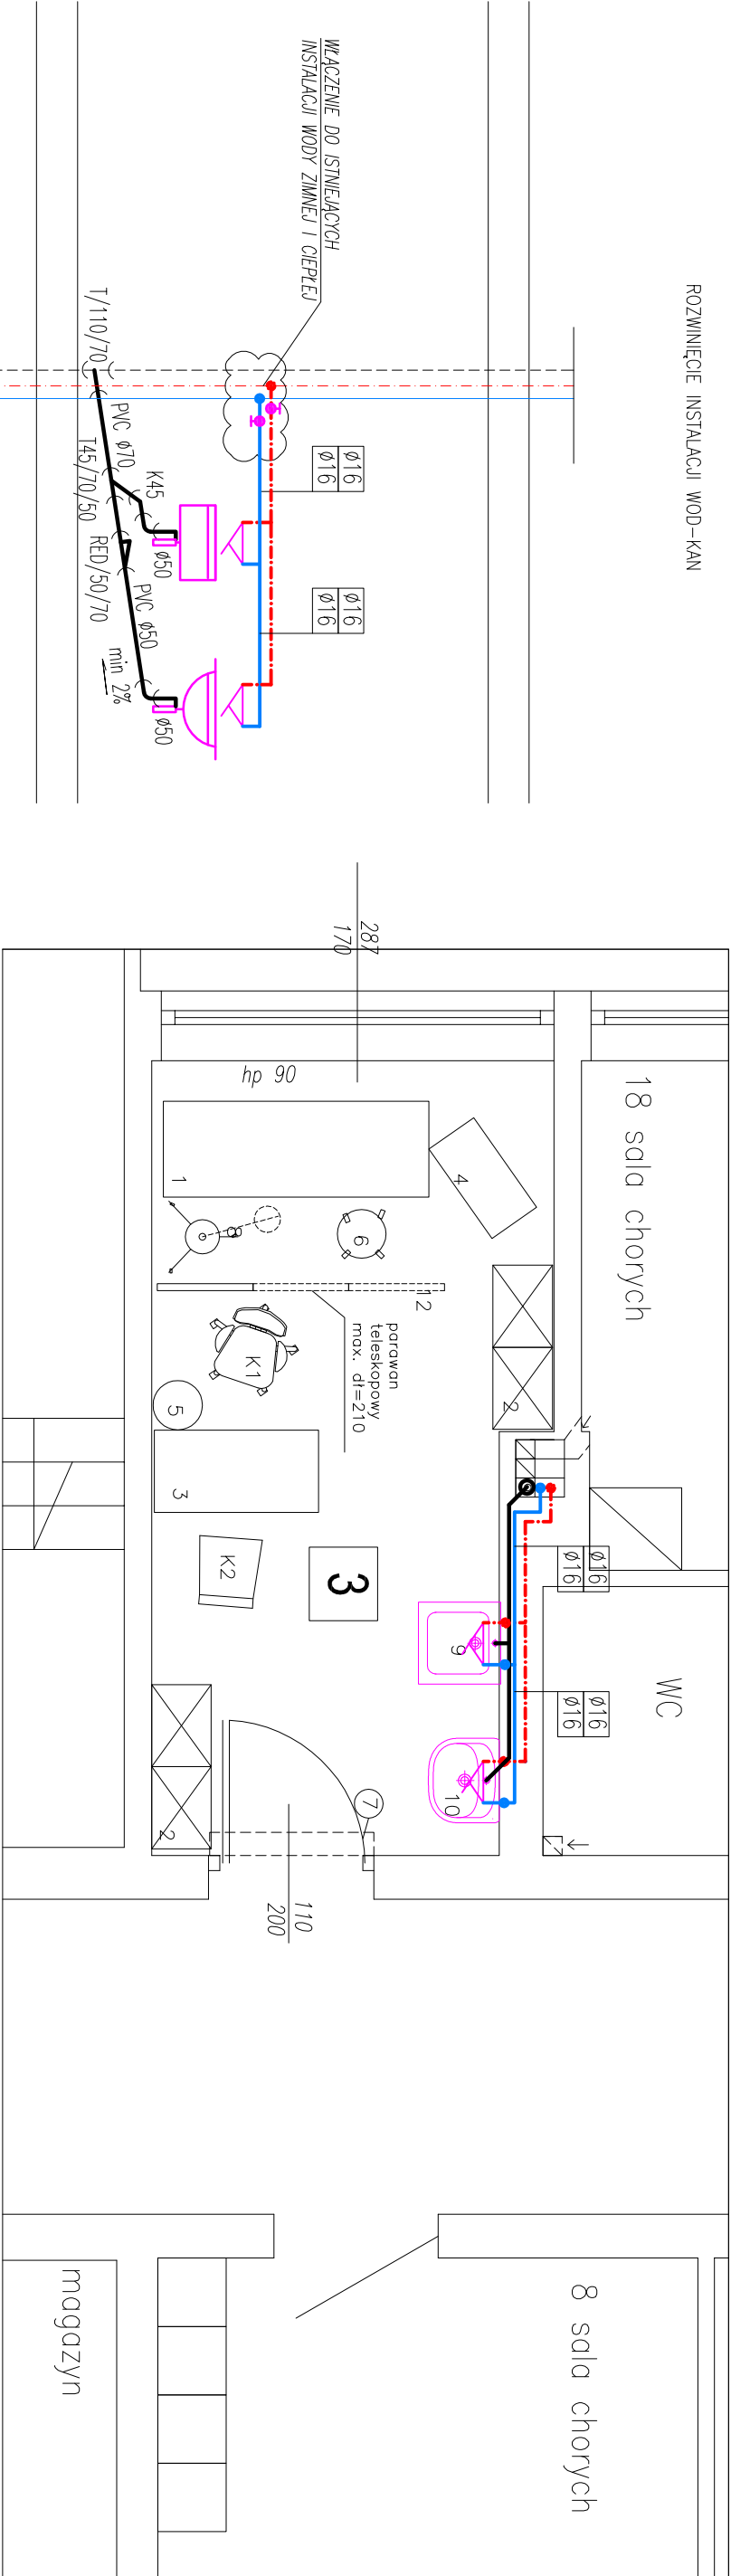 ROZWINIĘCIE INSTALACJI WOD-KAN
WŁĄCZENIE DO ISTNIEJĄCYCH
INSTALACJI WODY ZIMNEJ I CIEPŁEJ
Ø16
Ø16
Ø16
Ø16
T/110/70
PVC Ø70
T45/70/50
K45
Ø50
RED/50/70
PVC Ø50
min 2%
Ø50
287
170
hp 90
18 sala chorych
1
4
6
12
parawan
teleskopowy
max. dł=210
K1
5
2
3
K2
3
Ø16
Ø16
9
WC
Ø16
Ø16
10
2
7
110
200
8 sala chorych
magazyn